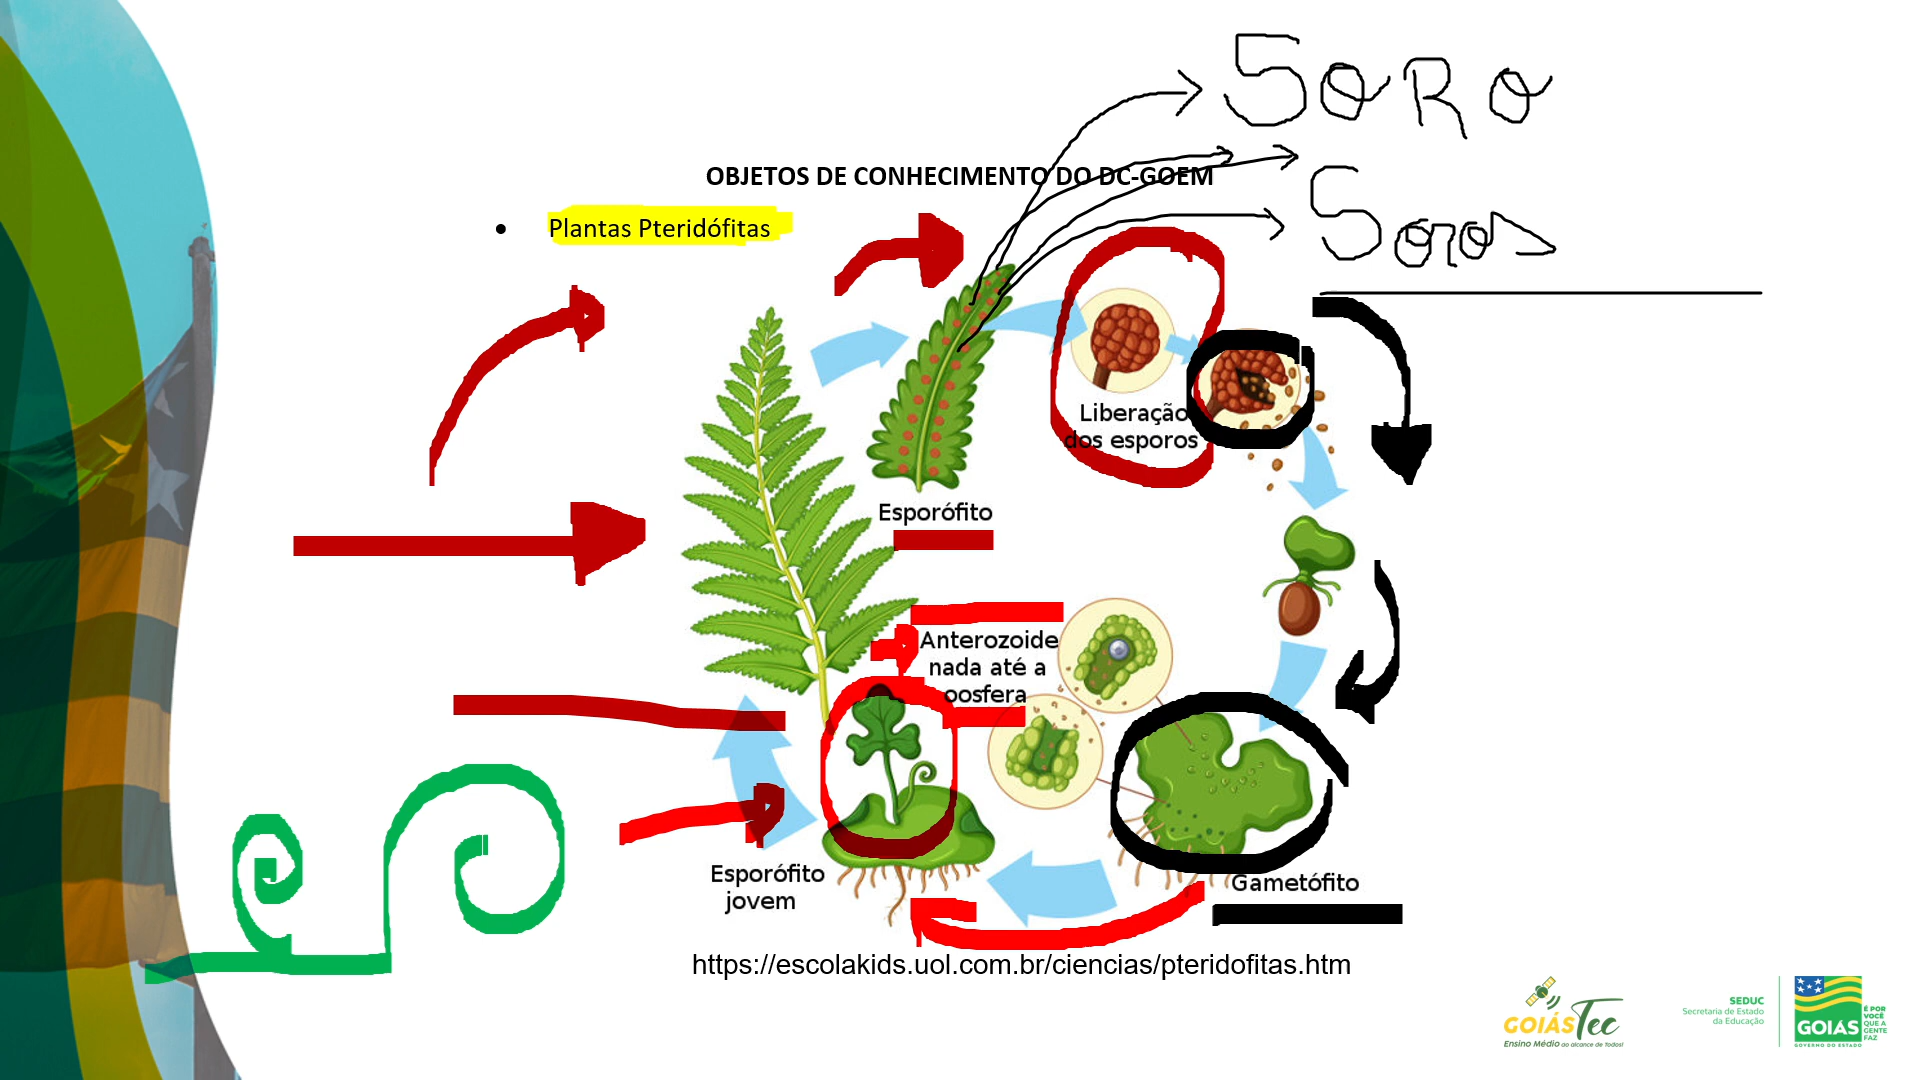 SORO
Soros
OBJETOS DE CONHECIMENTO DO DC-GOEM
• Plantas Pteridófitas
Liberação
dos esporos
Esporófito
Anterozoide
nada até a
oosfera
Esporófito
jovem
Gametófito
https://escolakids.uol.com.br/ciencias/pteridofitas.htm
GOIÁSTec
Ensino Médio ao alcance de todos!
SEDUC
Secretaria de Estado
da Educação
GOIÁS
GOVERNO DO ESTADO
É POR
VOCÊ
QUE A
GENTE
FAZ